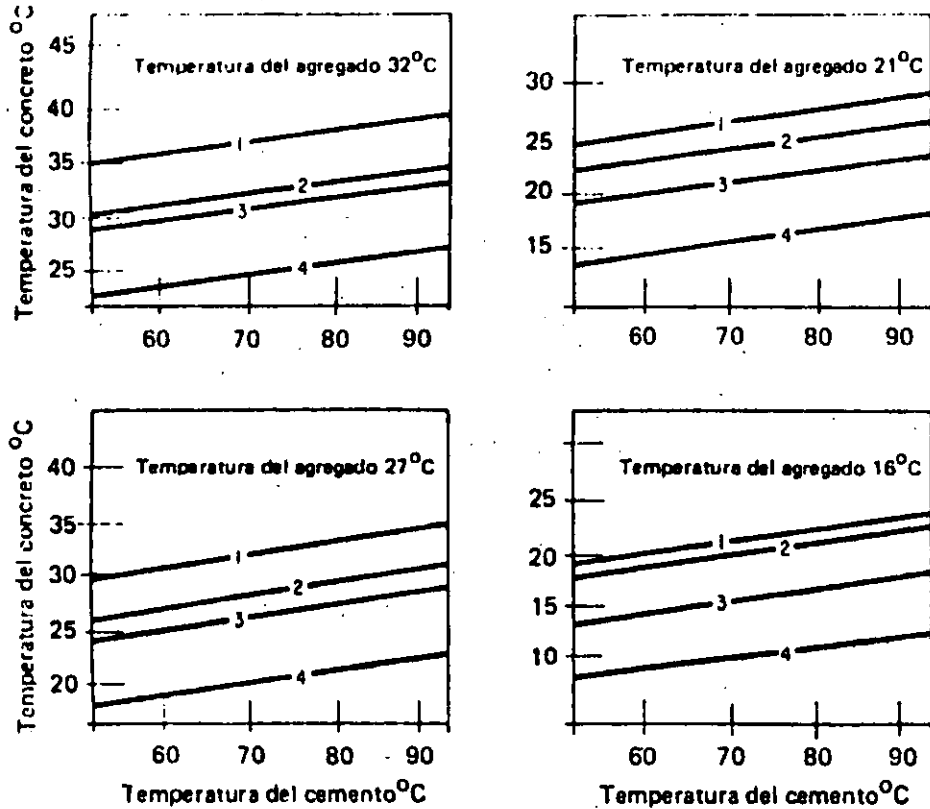 Temperatura del concreto °C
Temperatura del agregado 32°C
45
40
35
30
25
1
2
3
4
60 70 80 90
Temperatura del agregado 21°C
30
25
20
15
1
2
3
4
60 70 80 90
Temperatura del concreto °C
Temperatura del agregado 27°C
40
35
30
25
20
1
2
3
4
60 70 80 90
Temperatura del cemento °C
Temperatura del agregado 16°C
25
20
15
10
1
2
3
4
60 70 80 90
Temperatura del cemento °C